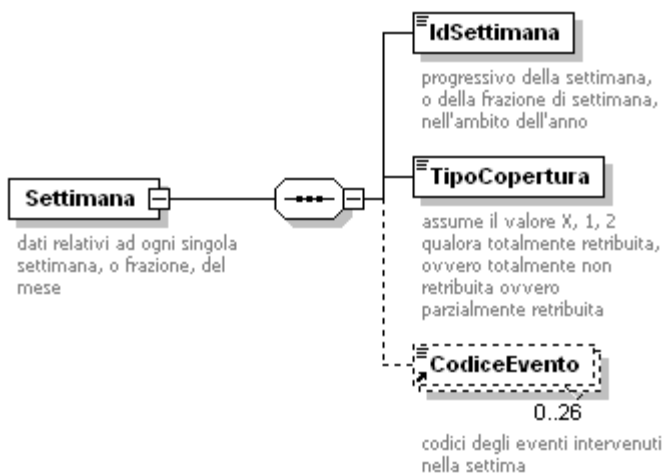 IdSettimana
progressivo della settimana,
o della frazione di settimana,
nell'ambito dell'anno
Settimana
dati relativi ad ogni singola
settimana, o frazione, del
mese
TipoCopertura
assume il valore X, 1, 2
qualora totalmente retribuita,
ovvero totalmente non
retribuita ovvero
parzialmente retribuita
CodiceEvento
0..26
codici degli eventi intervenuti
nella settima